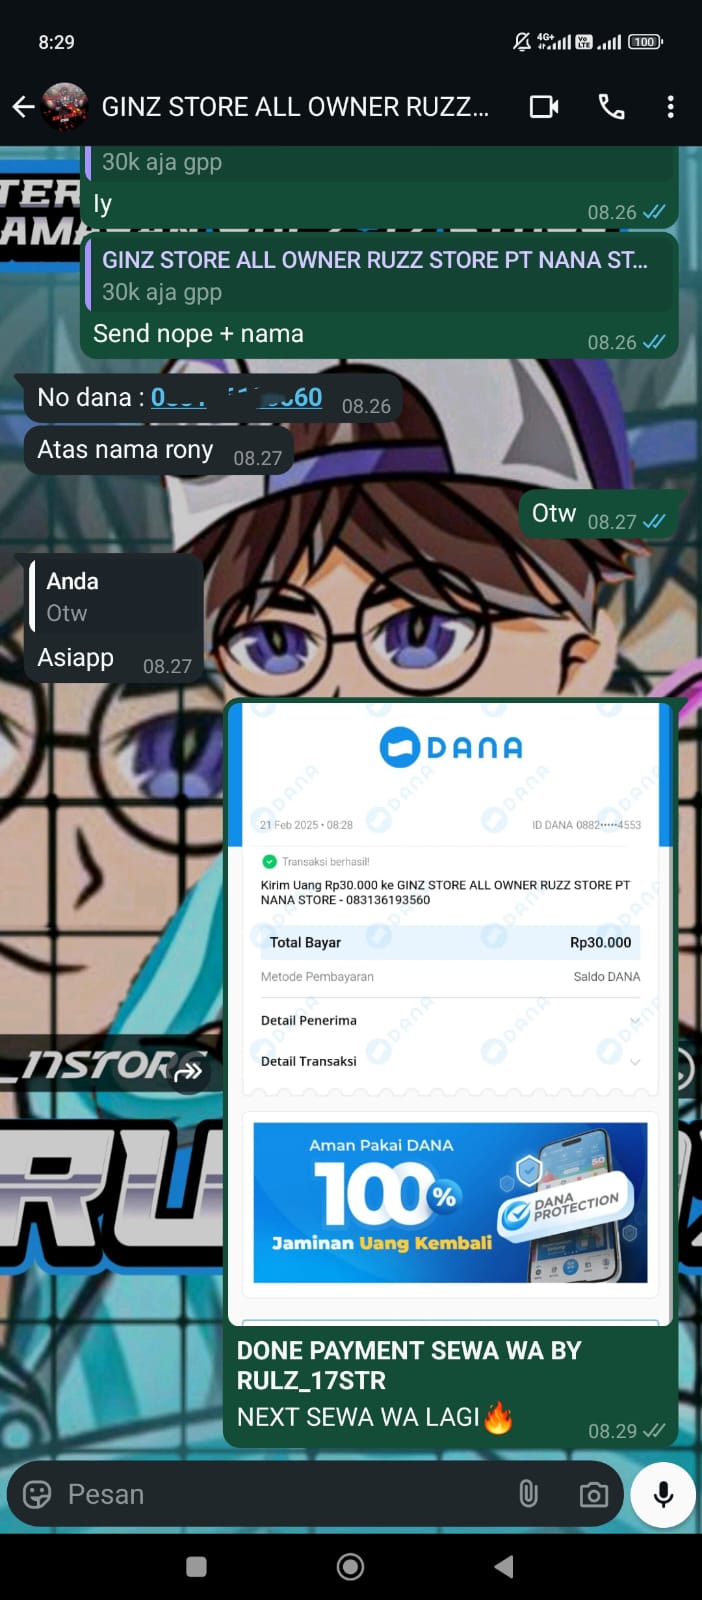 8:29
4G+
VoLTE
100
GINZ STORE ALL OWNER RUZZ...
30k aja gpp
ly
08.26
GINZ STORE ALL OWNER RUZZ STORE PT NANA ST...
30k aja gpp
Send nope + nama
08.26
No dana :
08.26
Atas nama rony
08.27
Otw
08.27
Anda
Otw
Asiapp
08.27
DANA
21 Feb 2025 • 08:28
ID DANA 0882•••••4553
Transaksi berhasil!
Kirim Uang Rp30.000 ke GINZ STORE ALL OWNER RUZZ STORE PT
NANA STORE - 083136193560
Total Bayar
Rp30.000
Metode Pembayaran
Saldo DANA
Detail Penerima
Detail Transaksi
Aman Pakai DANA
100%
Jaminan Uang Kembali
DANA
PROTECTION
DONE PAYMENT SEWA WA BY
RULZ_17STR
NEXT SEWA WA LAGI🔥
08.29
Pesan